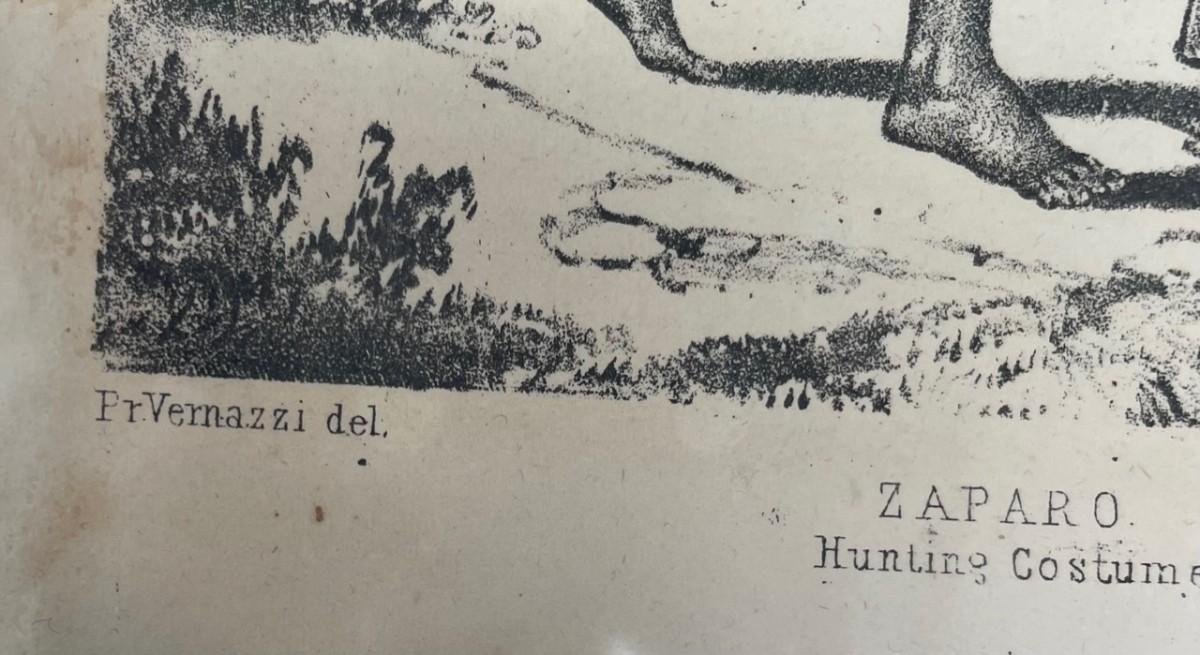 Pr.Vernazzi del.
ZAPARO.
Hunting Costume